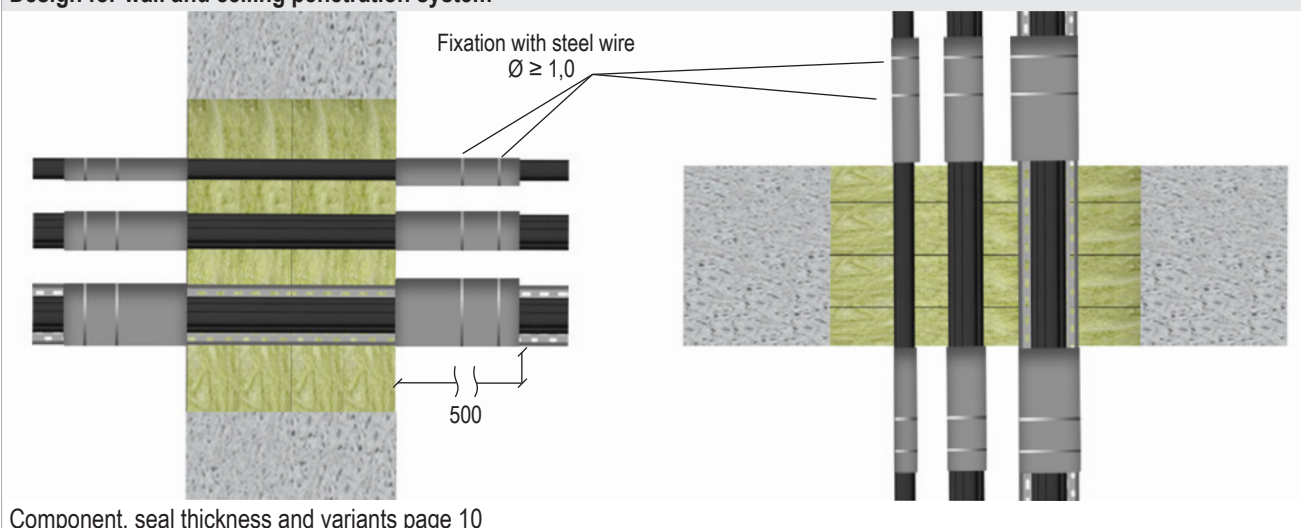 Design for wall and ceiling penetration system
Fixation with steel wire
Ø ≥ 1,0
500
Component, seal thickness and variants page 10